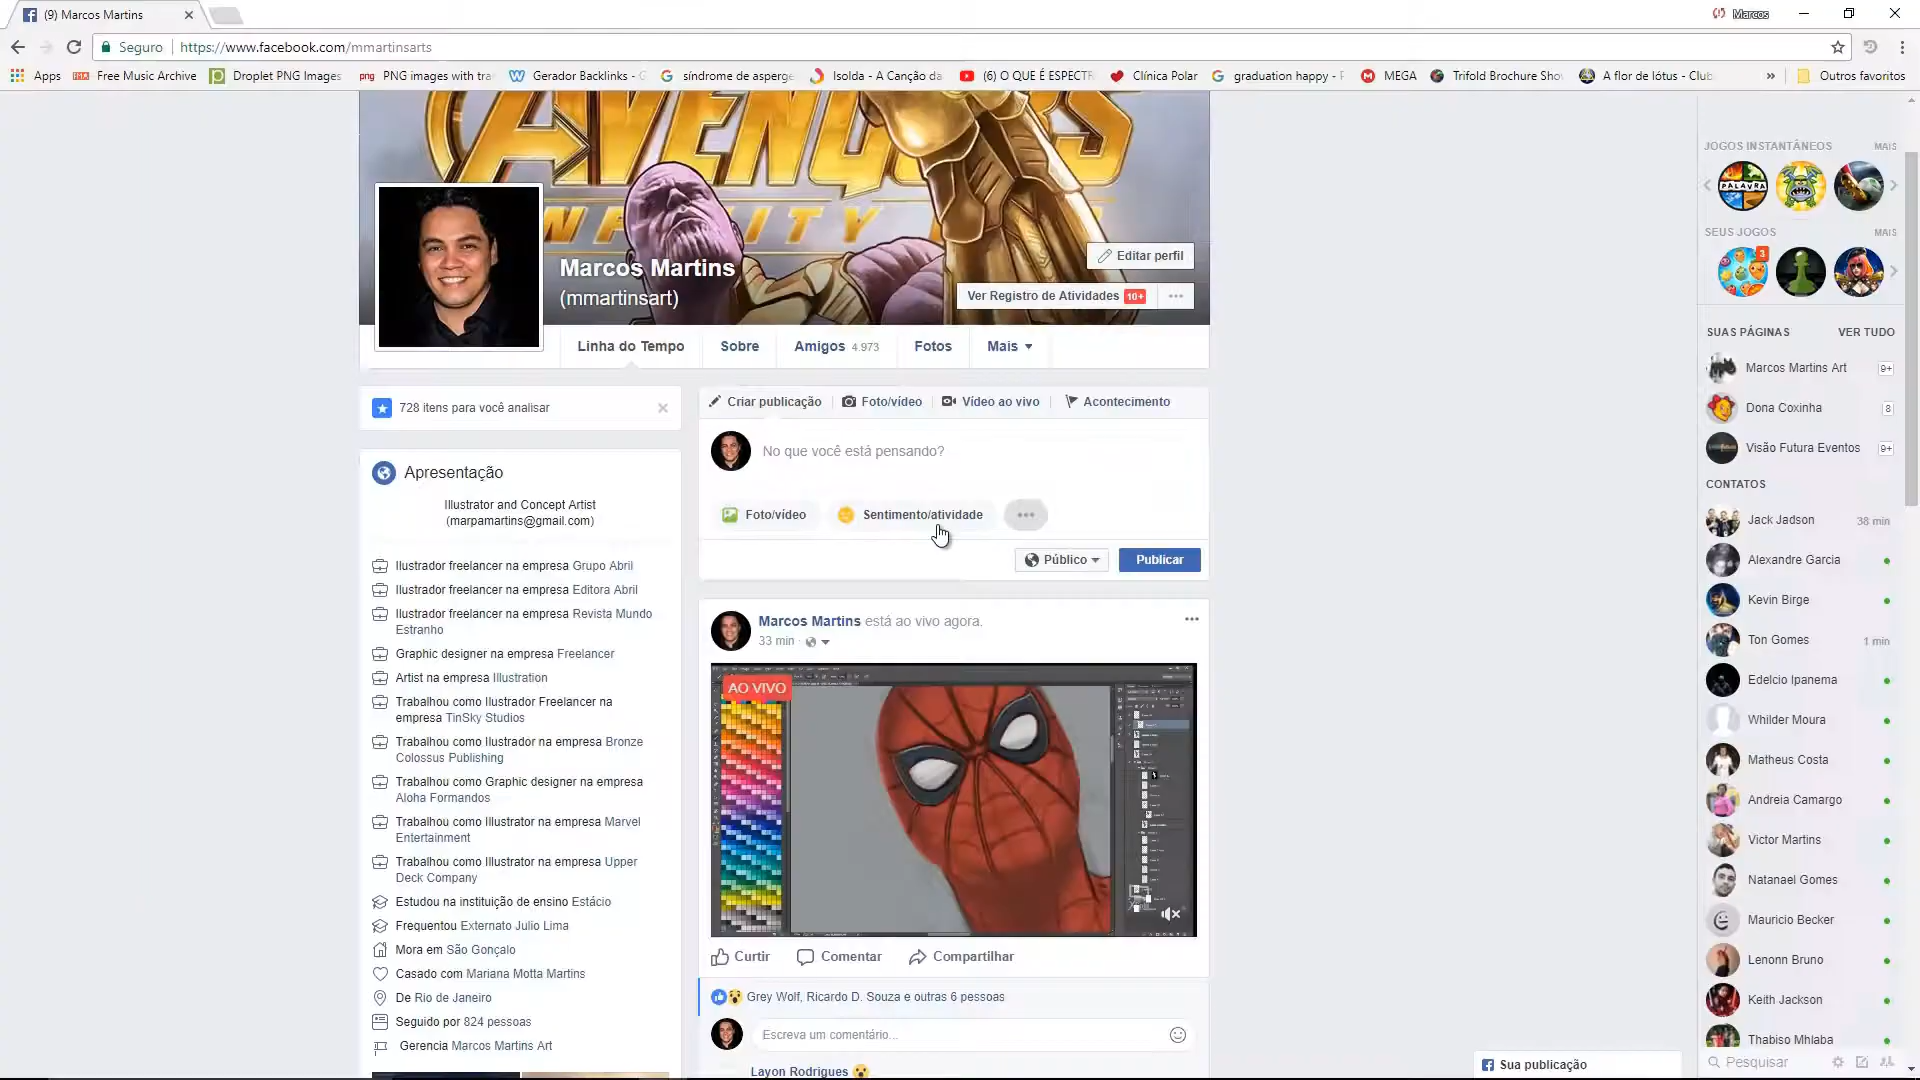 (9) Marcos Martins
Marcos
Seguro
https://www.facebook.com/mmartinsarts
Apps
Free Music Archive
Droplet PNG Images
png
PNG images with tra
Gerador Backlinks - G
síndrome de asperge
Isolda - A Canção da
(6) O QUE É ESPECTR
Clínica Polar
graduation happy - P
MEGA
Trifold Brochure Sho
A flor de lótus - Club
»
Outros favoritos
AVENGERS
INFINITY
Marcos Martins
(mmartinsart)
Editar perfil
Ver Registro de Atividades 10+
Linha do Tempo
Sobre
Amigos 4.973
Fotos
Mais
728 itens para você analisar
Apresentação
Illustrator and Concept Artist
(marpamartins@gmail.com)
Ilustrador freelancer na empresa Grupo Abril
Ilustrador freelancer na empresa Editora Abril
Ilustrador freelancer na empresa Revista Mundo
Estranho
Graphic designer na empresa Freelancer
Artist na empresa Illustration
Trabalhou como Ilustrador Freelancer na
empresa TinSky Studios
Trabalhou como Ilustrador na empresa Bronze
Colossus Publishing
Trabalhou como Graphic designer na empresa
Aloha Formandos
Trabalhou como Illustrator na empresa Marvel
Entertainment
Trabalhou como Illustrator na empresa Upper
Deck Company
Estudou na instituição de ensino Estácio
Frequentou Externato Julio Lima
Mora em São Gonçalo
Casado com Mariana Motta Martins
De Rio de Janeiro
Seguido por 824 pessoas
Gerencia Marcos Martins Art
Criar publicação
Foto/vídeo
Vídeo ao vivo
Acontecimento
No que você está pensando?
Foto/vídeo
Sentimento/atividade
Público
Publicar
Marcos Martins está ao vivo agora.
33 min
AO VIVO
Curtir
Comentar
Compartilhar
Grey Wolf, Ricardo D. Souza e outras 6 pessoas
Escreva um comentário...
Layon Rodrigues
JOGOS INSTANTÂNEOS
MAIS
PALAVRA
SEUS JOGOS
MAIS
3
SUAS PÁGINAS
VER TUDO
Marcos Martins Art
9+
Dona Coxinha
8
Visão Futura Eventos
9+
CONTATOS
Jack Jadson
38 min
Alexandre Garcia
Kevin Birge
Ton Gomes
1 min
Edelcio Ipanema
Whilder Moura
Matheus Costa
Andreia Camargo
Victor Martins
Natanael Gomes
Mauricio Becker
Lenonn Bruno
Keith Jackson
Thabiso Mhlaba
Pesquisar
Sua publicação